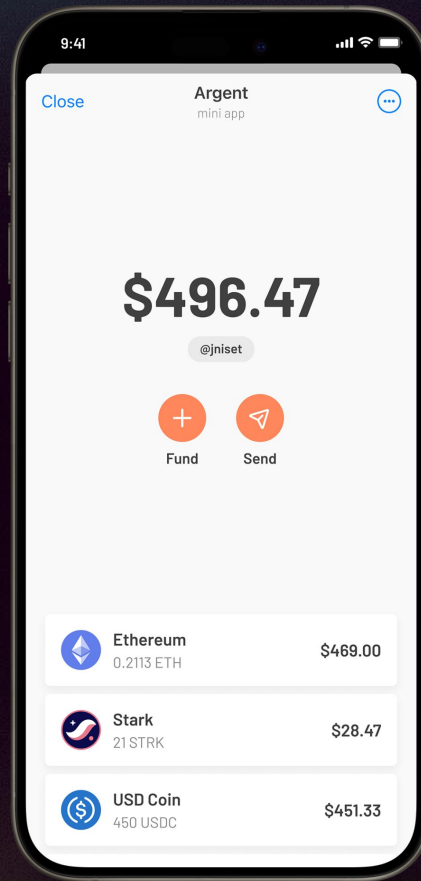 9:41
Close
Argent
mini app
$496.47
@jniset
Fund
Send
Ethereum
0.2113 ETH
$469.00
Stark
21 STRK
$28.47
USD Coin
450 USDC
$451.33